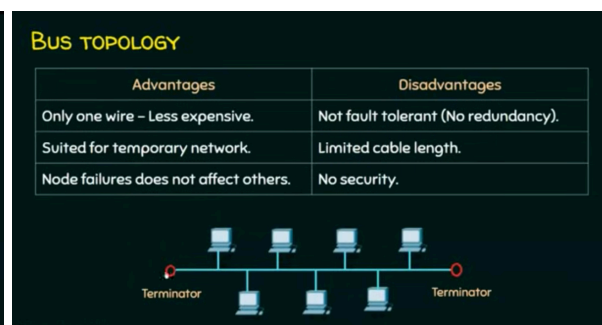 BUS TOPOLOGY
Advantages Disadvantages
Only one wire – Less expensive. Not fault tolerant (No redundancy).
Suited for temporary network. Limited cable length.
Node failures does not affect others. No security.
Terminator Terminator